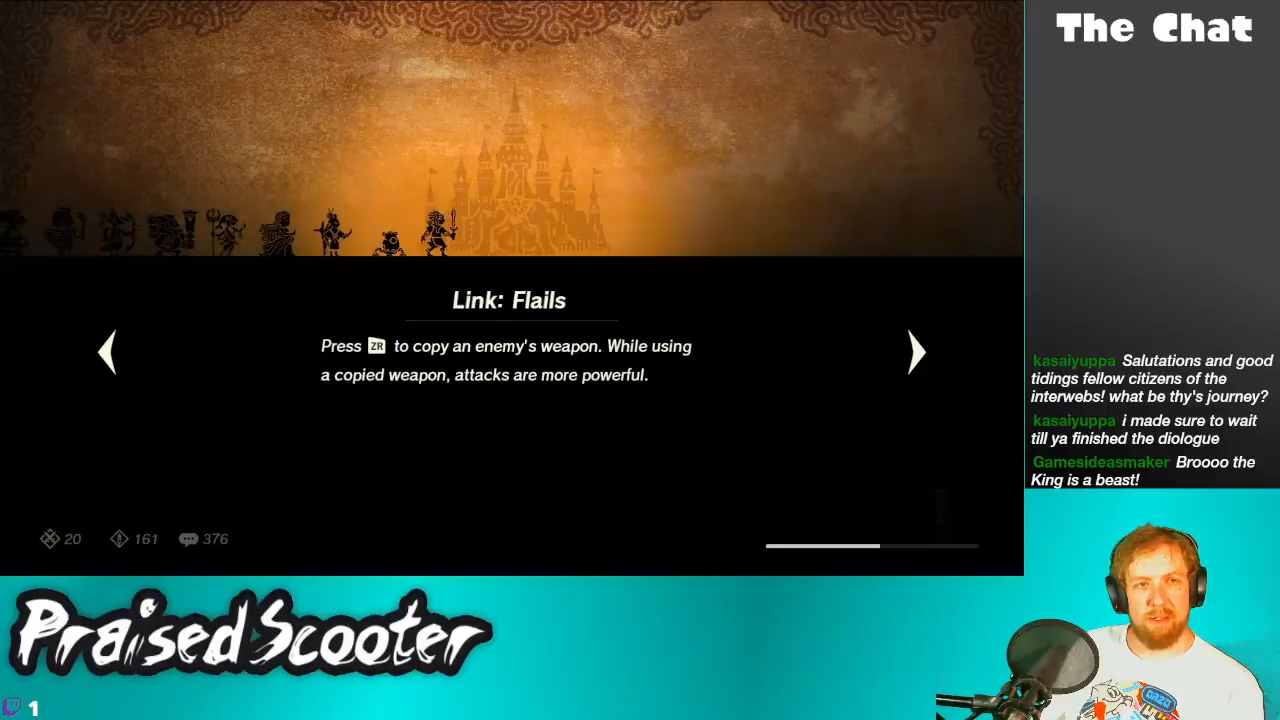 The Chat
Link: Flails
Press ZR to copy an enemy's weapon. While using
a copied weapon, attacks are more powerful.
kasaiyuppa Salutations and good
tidings fellow citizens of the
interwebs! what be thy's journey?
kasaiyuppa i made sure to wait
till ya finished the diologue
Gamesideasmaker Broooo the
King is a beast!
20 161 376
PraisedScooter
1